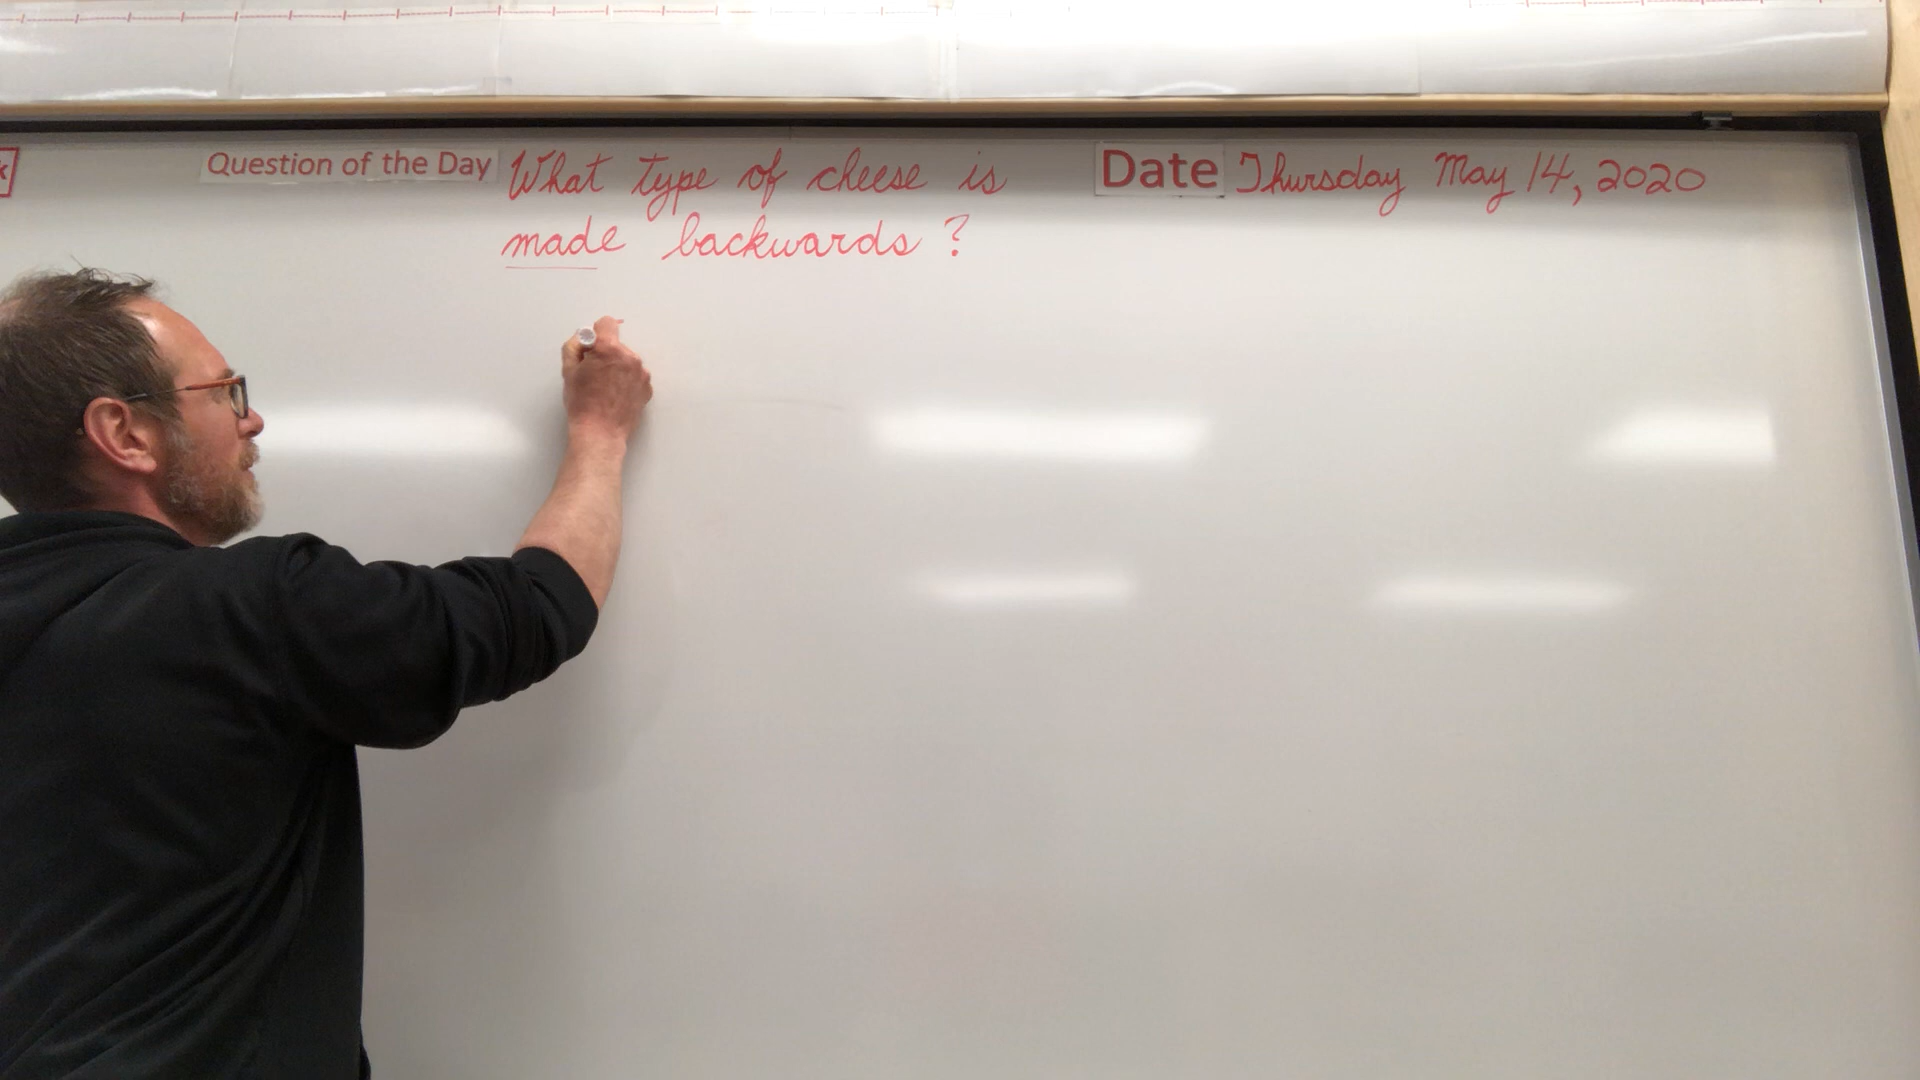 Question of the Day What type of cheese is
made backwards?
Date Thursday May 14, 2020